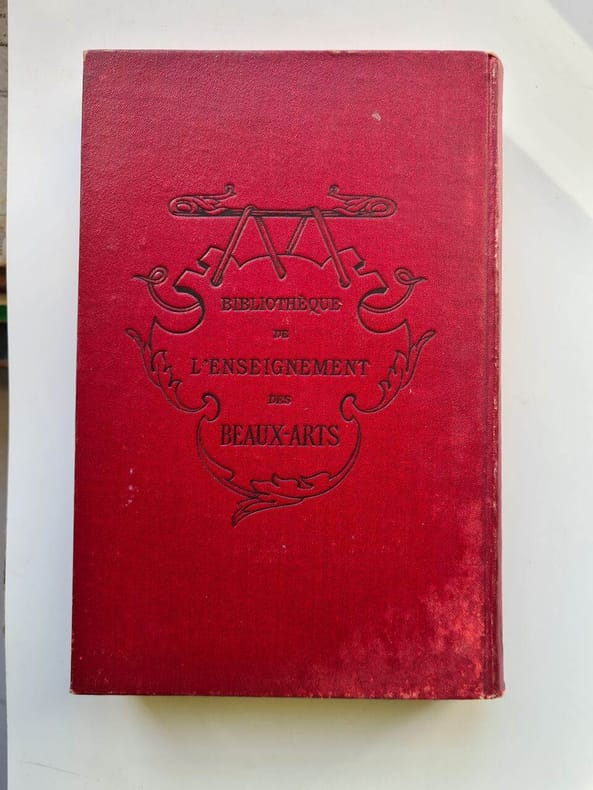 BIBLIOTHÈQUE
DE
L'ENSEIGNEMENT
DES
BEAUX-ARTS